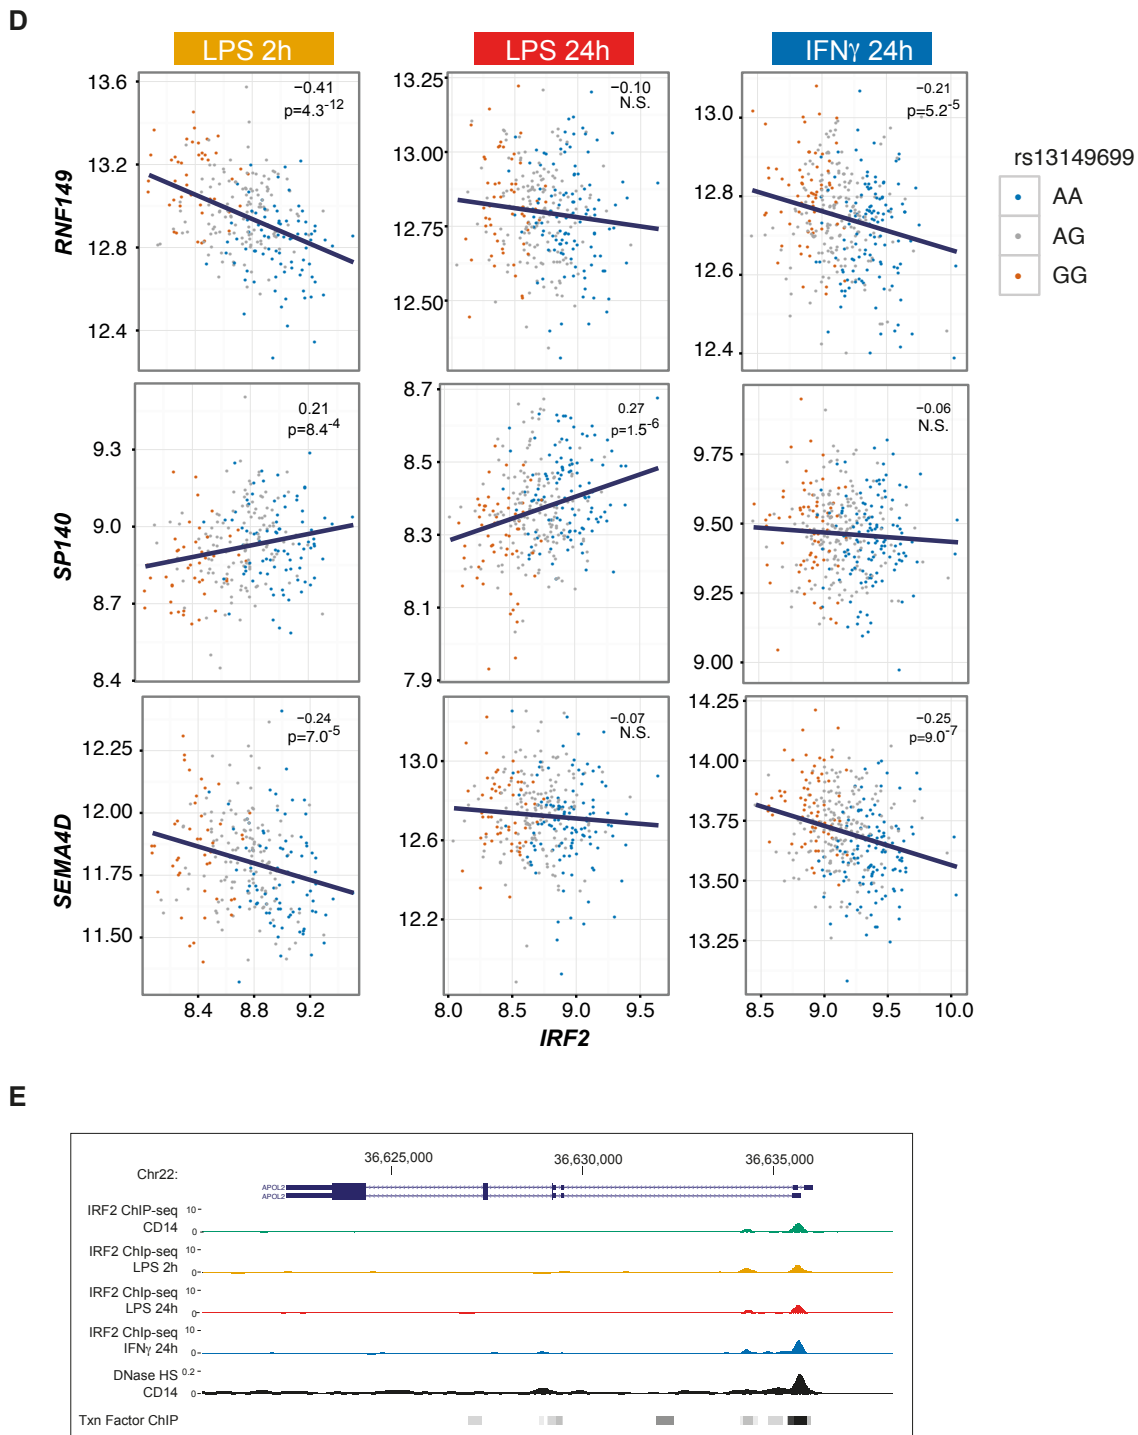 D
LPS 2h
LPS 24h
IFNγ 24h
RNF149
13.6
13.2
12.8
12.4
−0.41
p=4.3-12
13.25
13.00
12.75
12.50
−0.10
N.S.
13.0
12.8
12.6
12.4
−0.21
p=5.2-5
rs13149699
AA
AG
GG
SP140
9.3
9.0
8.7
8.4
0.21
p=8.4-4
8.7
8.5
8.3
8.1
7.9
0.27
p=1.5-6
9.75
9.50
9.25
9.00
−0.06
N.S.
SEMA4D
12.25
12.00
11.75
11.50
−0.24
p=7.0-5
13.0
12.6
12.2
−0.07
N.S.
14.25
14.00
13.75
13.50
13.25
−0.25
p=9.0-7
8.4 8.8 9.2
8.0 8.5 9.0 9.5
8.5 9.0 9.5 10.0
IRF2
E
Chr22:
36,625,000 36,630,000 36,635,000
APOL2
APOL2
IRF2 ChIP-seq
CD14
10
0
IRF2 ChIp-seq
LPS 2h
10
0
IRF2 ChIp-seq
LPS 24h
10
0
IRF2 ChIp-seq
IFNγ 24h
10
0
DNase HS
CD14
0.2
0
Txn Factor ChIP